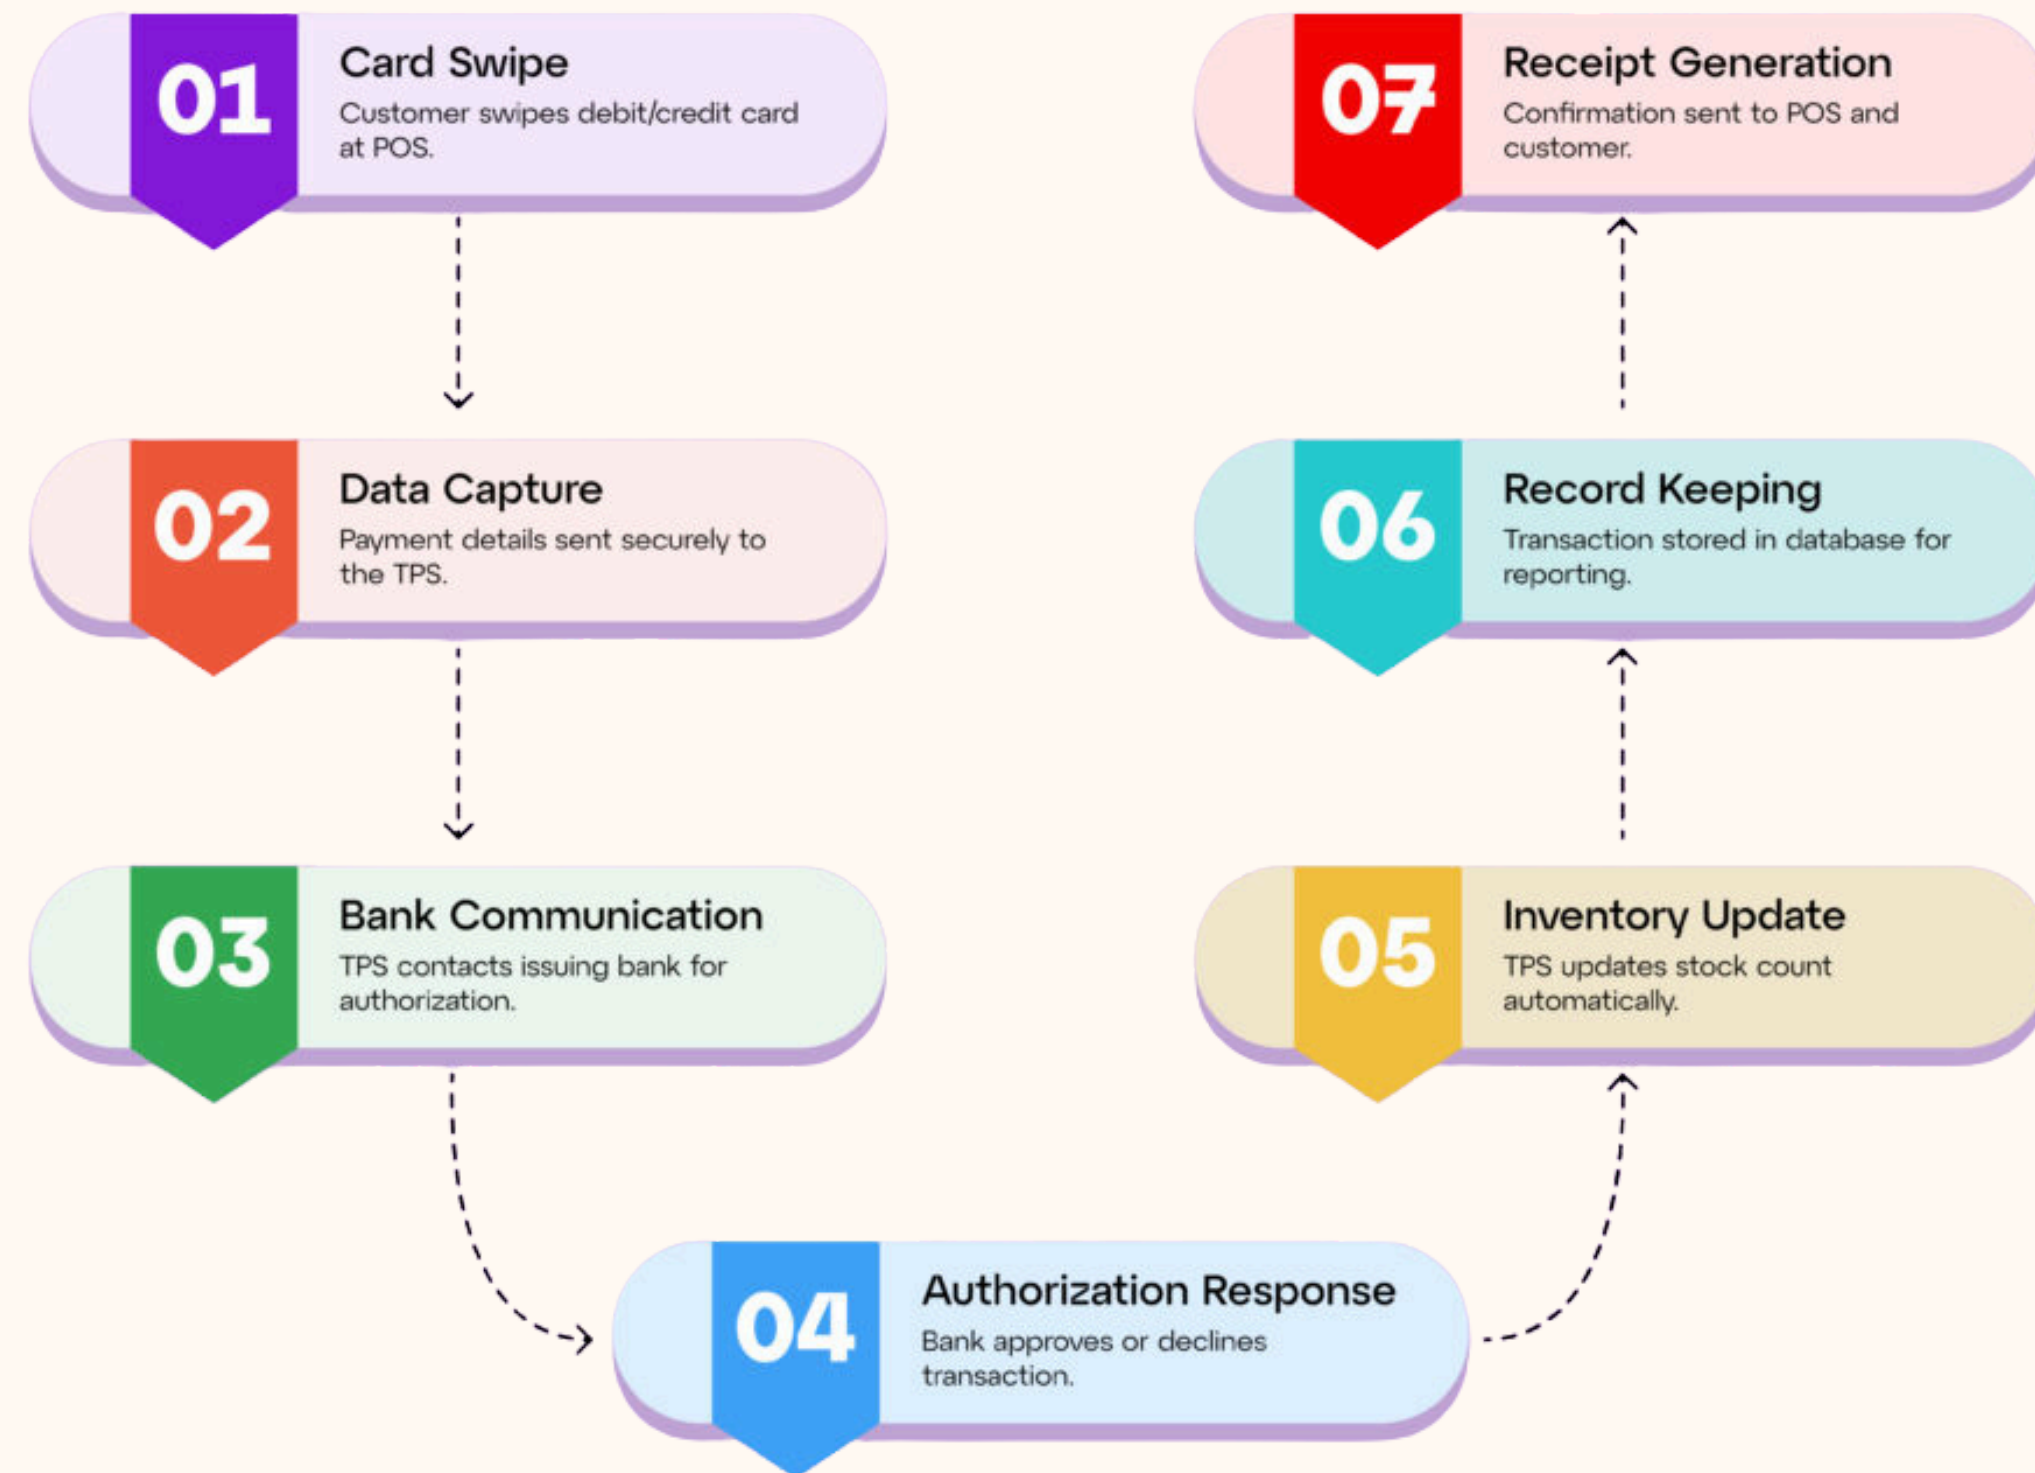 01
Card Swipe
Customer swipes debit/credit card
at POS.
02
Data Capture
Payment details sent securely to
the TPS.
03
Bank Communication
TPS contacts issuing bank for
authorization.
04
Authorization Response
Bank approves or declines
transaction.
05
Inventory Update
TPS updates stock count
automatically.
06
Record Keeping
Transaction stored in database for
reporting.
07
Receipt Generation
Confirmation sent to POS and
customer.